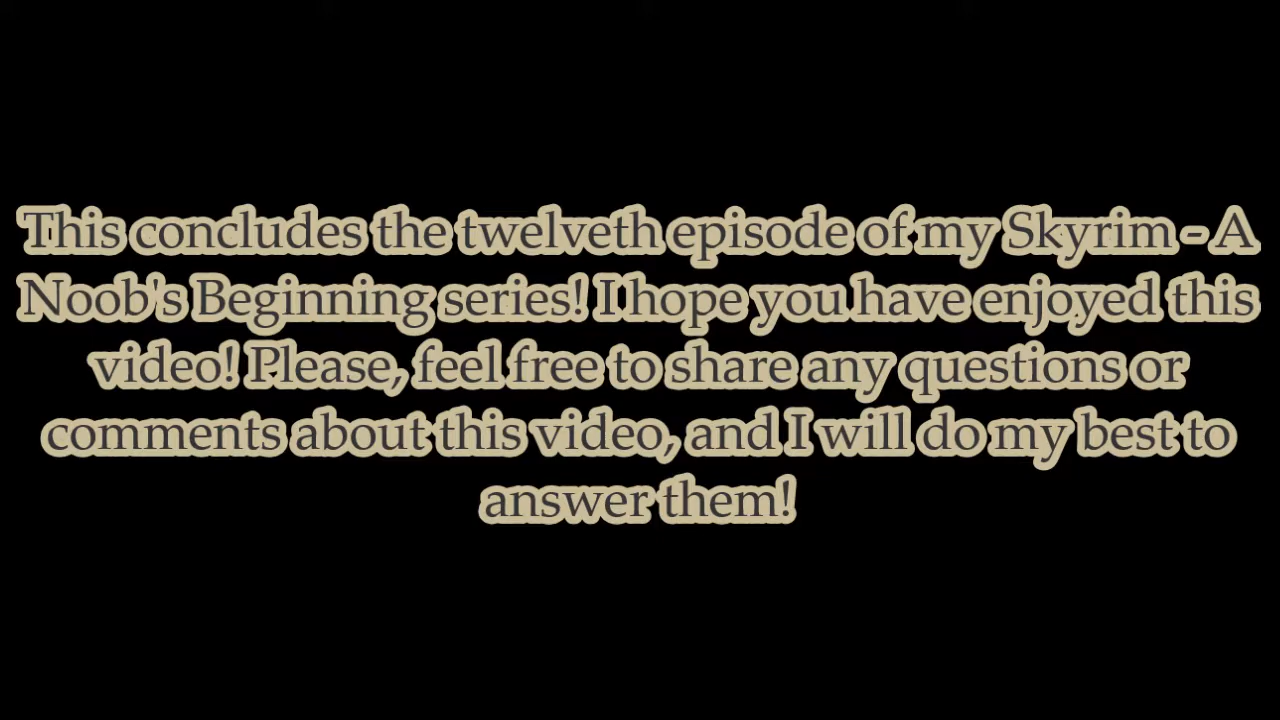 This concludes the twelveth episode of my Skyrim - A
Noob's Beginning series! I hope you have enjoyed this
video! Please, feel free to share any questions or
comments about this video, and I will do my best to
answer them!